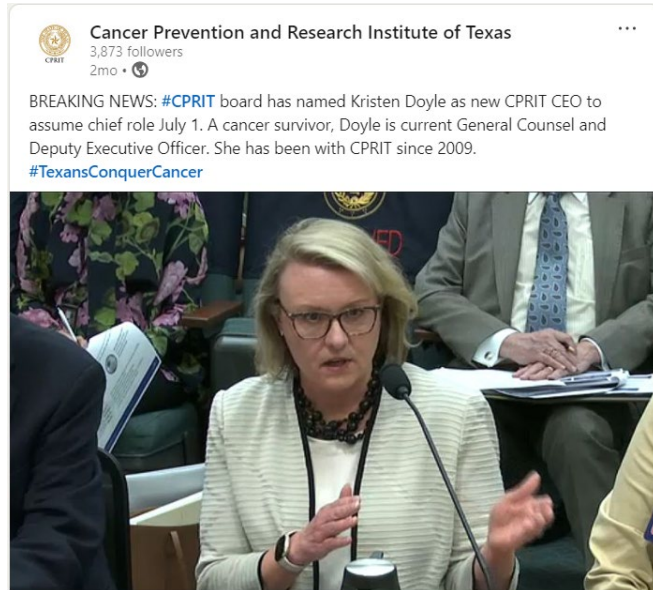 Cancer Prevention and Research Institute of Texas
3,873 followers
CPRIT
2mo •
BREAKING NEWS: #CPRIT board has named Kristen Doyle as new CPRIT CEO to
assume chief role July 1. A cancer survivor, Doyle is current General Counsel and
Deputy Executive Officer. She has been with CPRIT since 2009.
#TexansConquerCancer